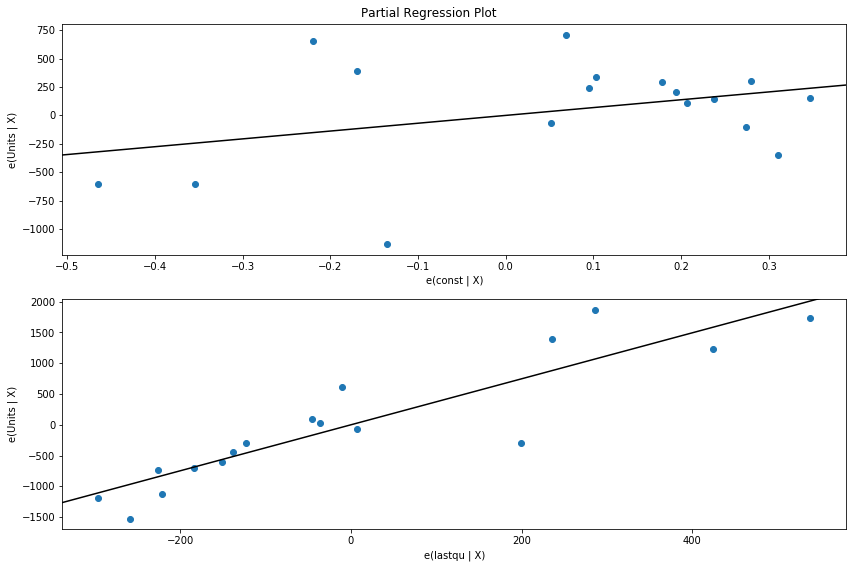 Partial Regression Plot
750
500
250
0
−250
−500
−750
−1000
e(Units | X)
−0.5 −0.4 −0.3 −0.2 −0.1 0.0 0.1 0.2 0.3
e(const | X)
2000
1500
1000
500
0
−500
−1000
−1500
e(Units | X)
−200 0 200 400
e(lastqu | X)